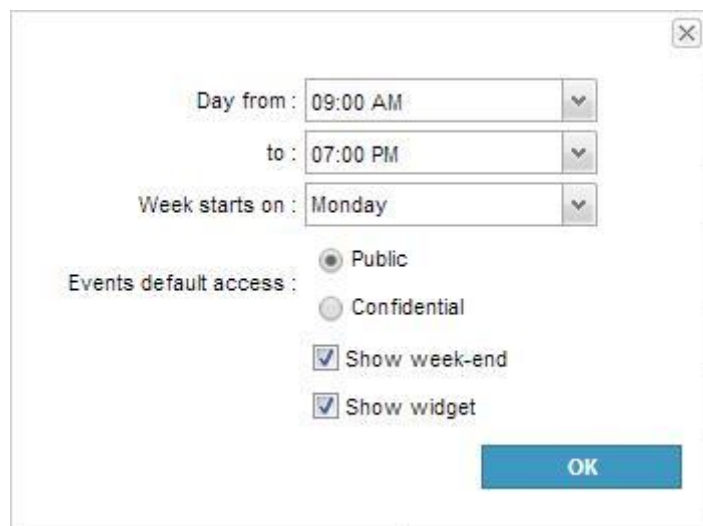 Day from : 09:00 AM
to : 07:00 PM
Week starts on : Monday
Public
Events default access :
Confidential
Show week-end
Show widget
OK